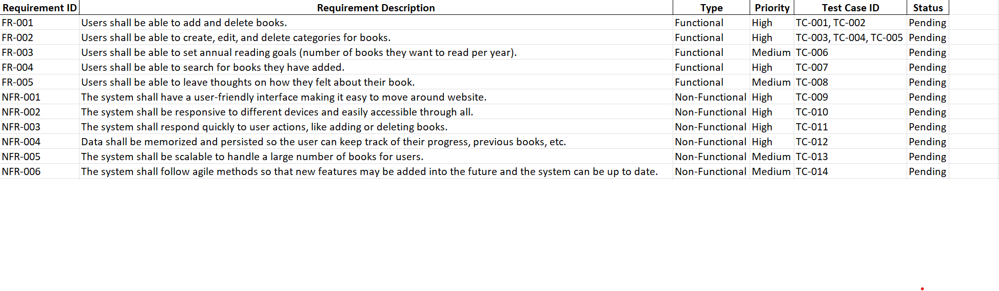 Requirement ID Requirement Description Type Priority Test Case ID Status
FR-001 Users shall be able to add and delete books. Functional High TC-001, TC-002 Pending
FR-002 Users shall be able to create, edit, and delete categories for books. Functional High TC-003, TC-004, TC-005 Pending
FR-003 Users shall be able to set annual reading goals (number of books they want to read per year). Functional Medium TC-006 Pending
FR-004 Users shall be able to search for books they have added. Functional High TC-007 Pending
FR-005 Users shall be able to leave thoughts on how they felt about their book. Functional Medium TC-008 Pending
NFR-001 The system shall have a user-friendly interface making it easy to move around website. Non-Functional High TC-009 Pending
NFR-002 The system shall be responsive to different devices and easily accessible through all. Non-Functional High TC-010 Pending
NFR-003 The system shall respond quickly to user actions, like adding or deleting books. Non-Functional High TC-011 Pending
NFR-004 Data shall be memorized and persisted so the user can keep track of their progress, previous books, etc. Non-Functional High TC-012 Pending
NFR-005 The system shall be scalable to handle a large number of books for users. Non-Functional Medium TC-013 Pending
NFR-006 The system shall follow agile methods so that new features may be added into the future and the system can be up to date. Non-Functional Medium TC-014 Pending